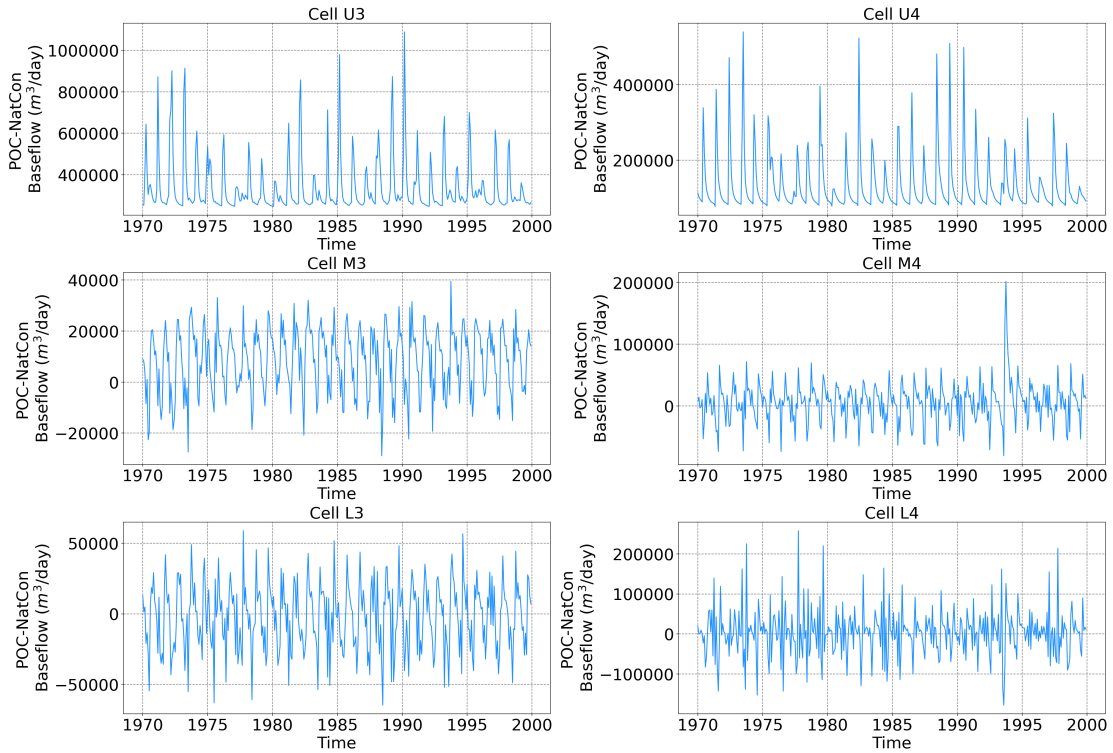 Cell U3
POC-NatCon
Baseflow (m³/day)
1000000
800000
600000
400000
1970 1975 1980 1985 1990 1995 2000
Time
Cell U4
POC-NatCon
Baseflow (m³/day)
400000
200000
1970 1975 1980 1985 1990 1995 2000
Time
Cell M3
POC-NatCon
Baseflow (m³/day)
40000
20000
0
−20000
1970 1975 1980 1985 1990 1995 2000
Time
Cell M4
POC-NatCon
Baseflow (m³/day)
200000
100000
0
1970 1975 1980 1985 1990 1995 2000
Time
Cell L3
POC-NatCon
Baseflow (m³/day)
50000
0
−50000
1970 1975 1980 1985 1990 1995 2000
Time
Cell L4
POC-NatCon
Baseflow (m³/day)
200000
100000
0
−100000
1970 1975 1980 1985 1990 1995 2000
Time